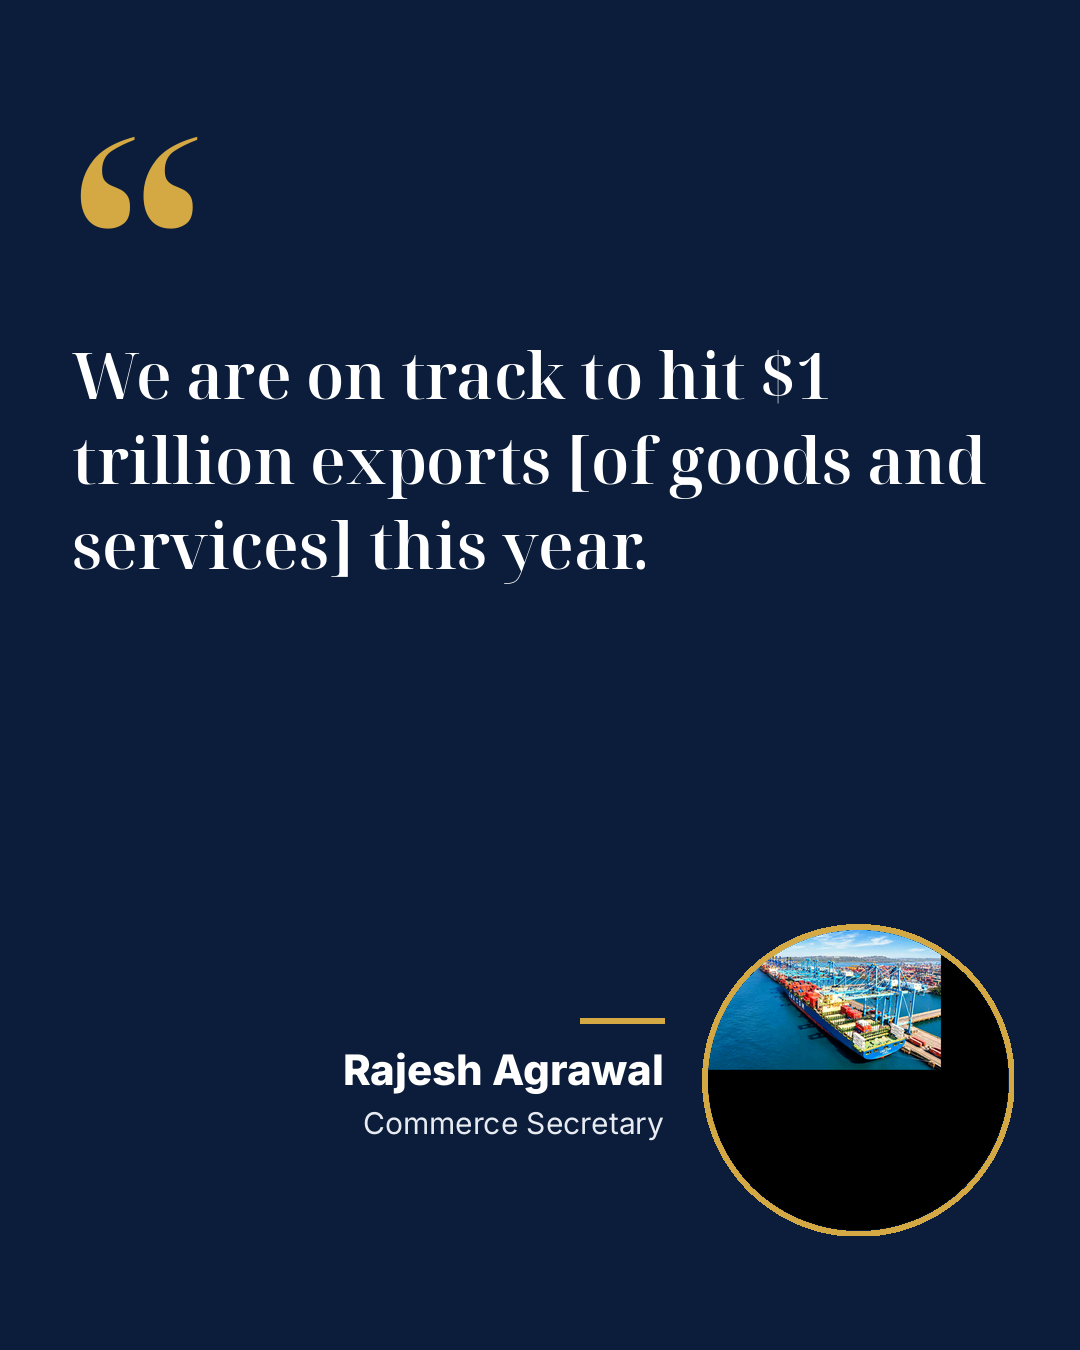 “
We are on track to hit $1
trillion exports [of goods and
services] this year.
Rajesh Agrawal
Commerce Secretary